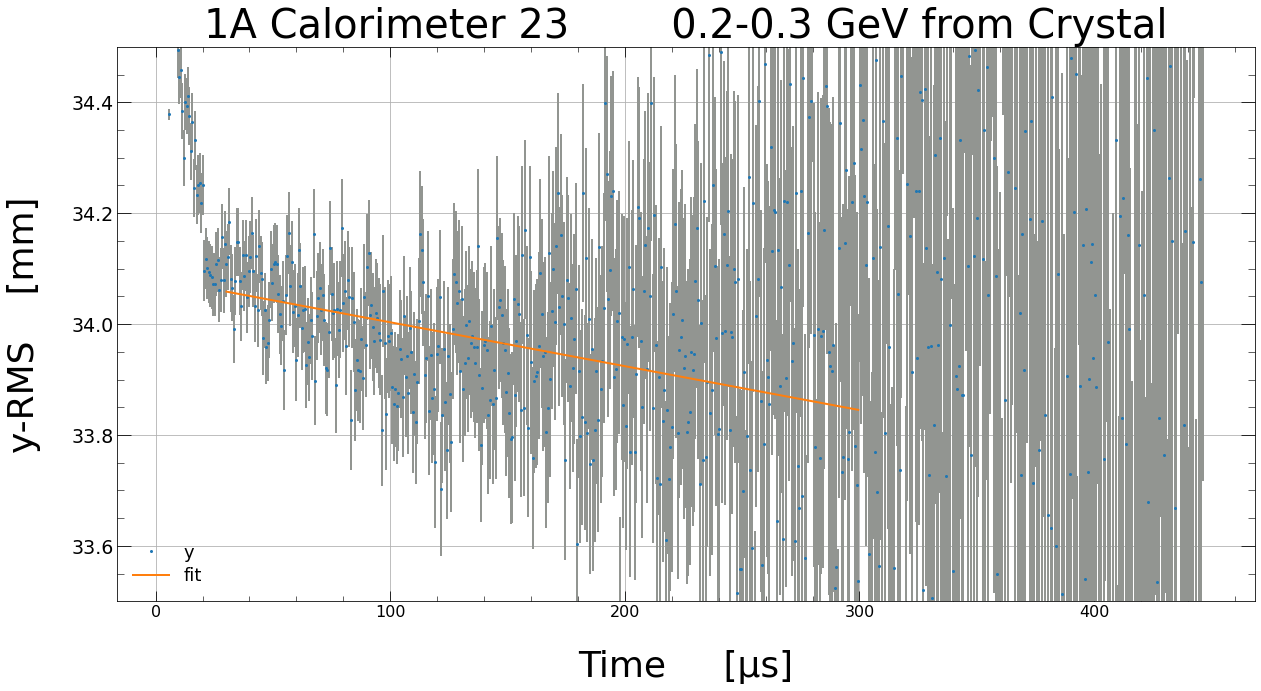 1A Calorimeter 23 0.2-0.3 GeV from Crystal
y-RMS [mm]
34.4
34.2
34.0
33.8
33.6
y
fit
0 100 200 300 400
Time [μs]